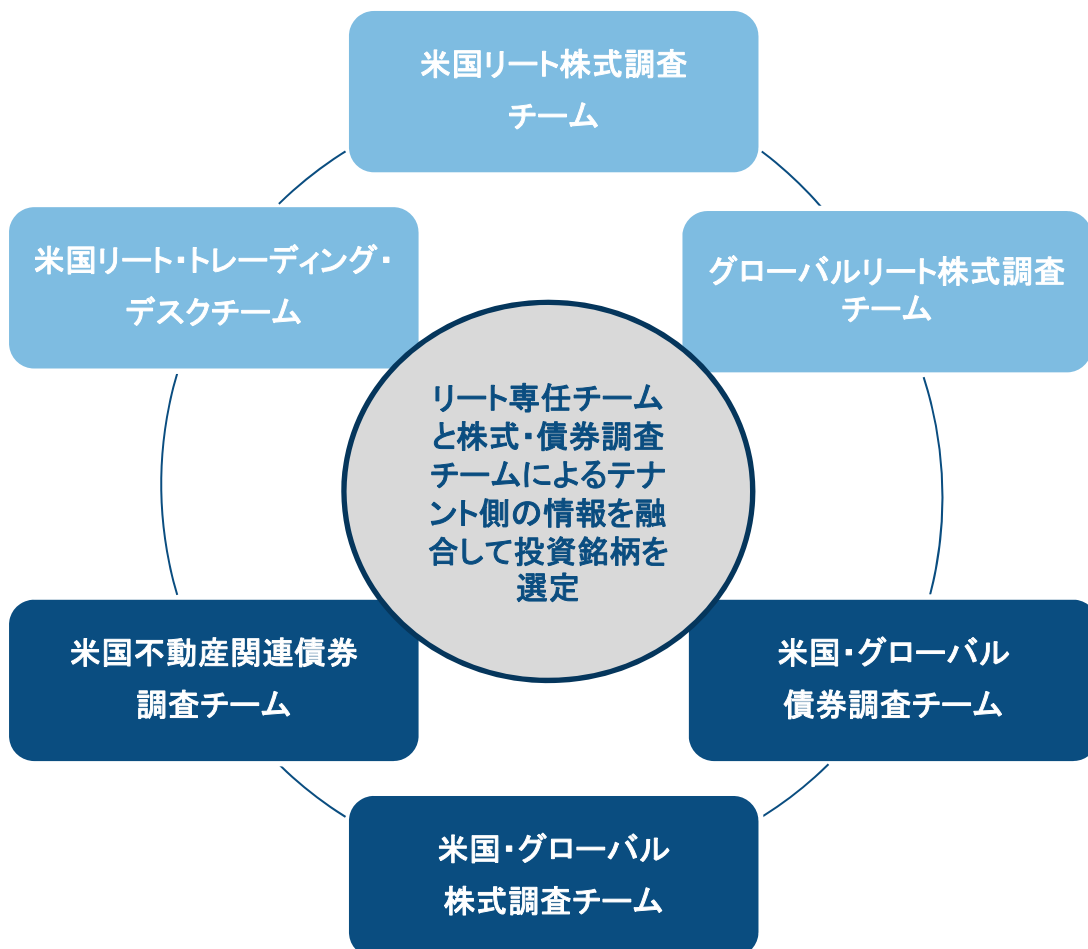 米国リート株式調査
チーム
米国リート・トレーディング・
デスクチーム
グローバルリート株式調査
チーム
リート専任チーム
と株式・債券調査
チームによるテナ
ント側の情報を融
合して投資銘柄を
選定
米国不動産関連債券
調査チーム
米国・グローバル
債券調査チーム
米国・グローバル
株式調査チーム